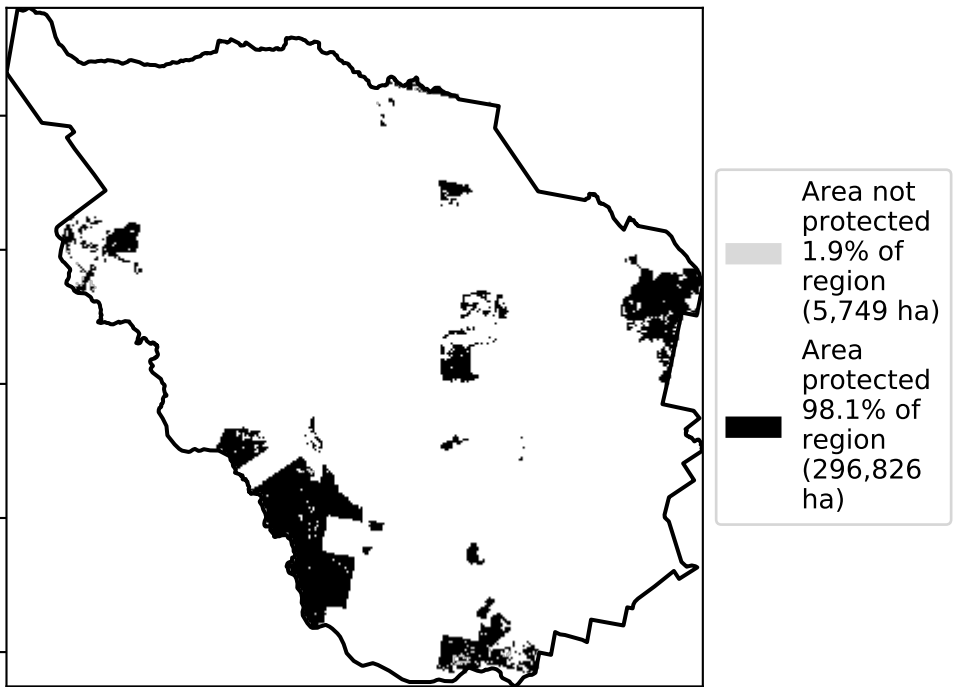 Area not
protected
1.9% of
region
(5,749 ha)
Area
protected
98.1% of
region
(296,826
ha)